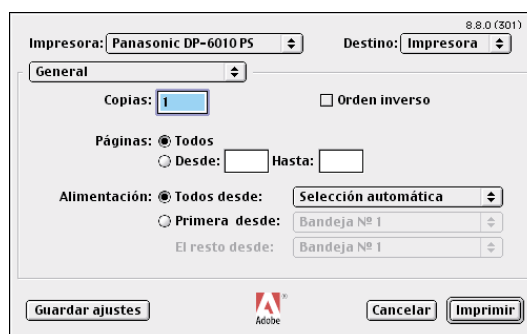 8.8.0 (301)
Impresora: Panasonic DP-6010 PS Destino: Impresora
General
Copias: 1 Orden inverso
Páginas: Todos
Desde: Hasta:
Alimentación: Todos desde: Selección automática
Primera desde: Bandeja Nº 1
El resto desde: Bandeja Nº 1
Guardar ajustes Adobe® Cancelar Imprimir